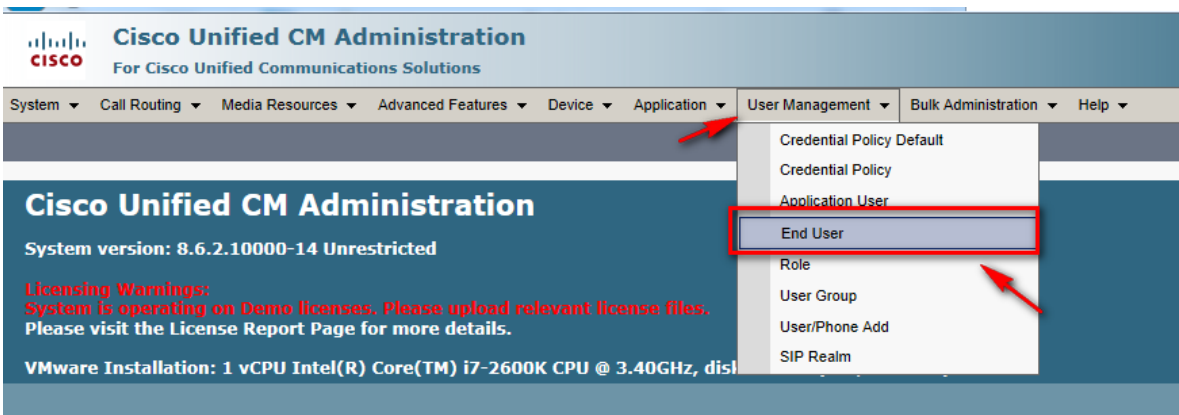 Cisco Unified CM Administration
CISCO
For Cisco Unified Communications Solutions
System Call Routing Media Resources Advanced Features Device Application User Management Bulk Administration Help
Credential Policy Default
Credential Policy
Application User
End User
Role
User Group
User/Phone Add
SIP Realm
Cisco Unified CM Administration
System version: 8.6.2.10000-14 Unrestricted
Licensing Warnings:
System is operating on Demo licenses. Please upload relevant license files.
Please visit the License Report Page for more details.
VMware Installation: 1 vCPU Intel(R) Core(TM) i7-2600K CPU @ 3.40GHz,